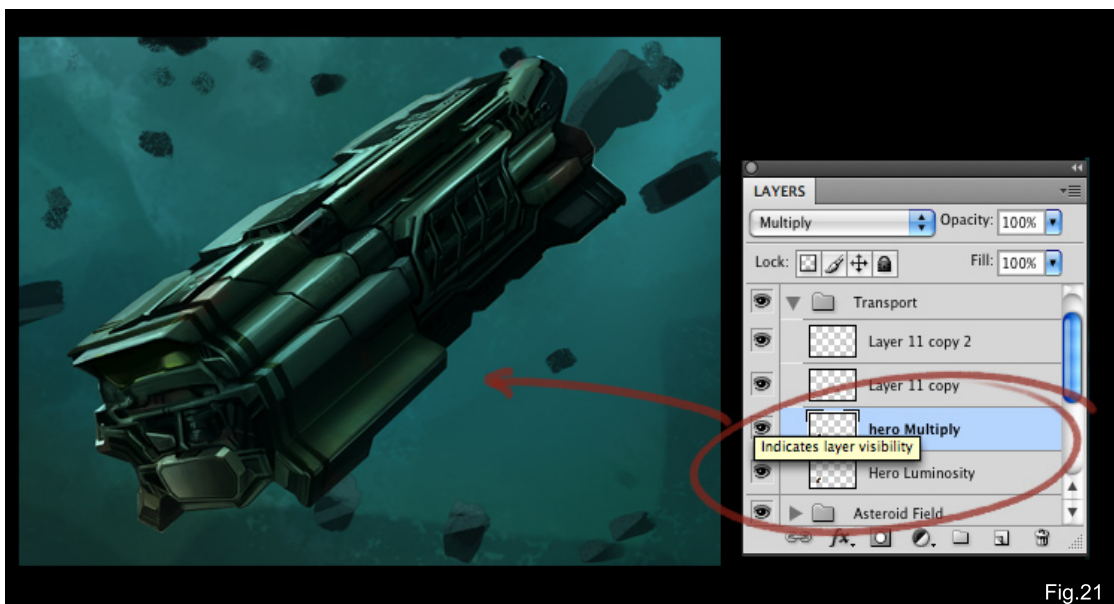 LAYERS
Multiply
Opacity: 100%
Lock:
Fill: 100%
Transport
Layer 11 copy 2
Layer 11 copy
hero Multiply
Indicates layer visibility
Hero Luminosity
Asteroid Field
fx.
Fig.21